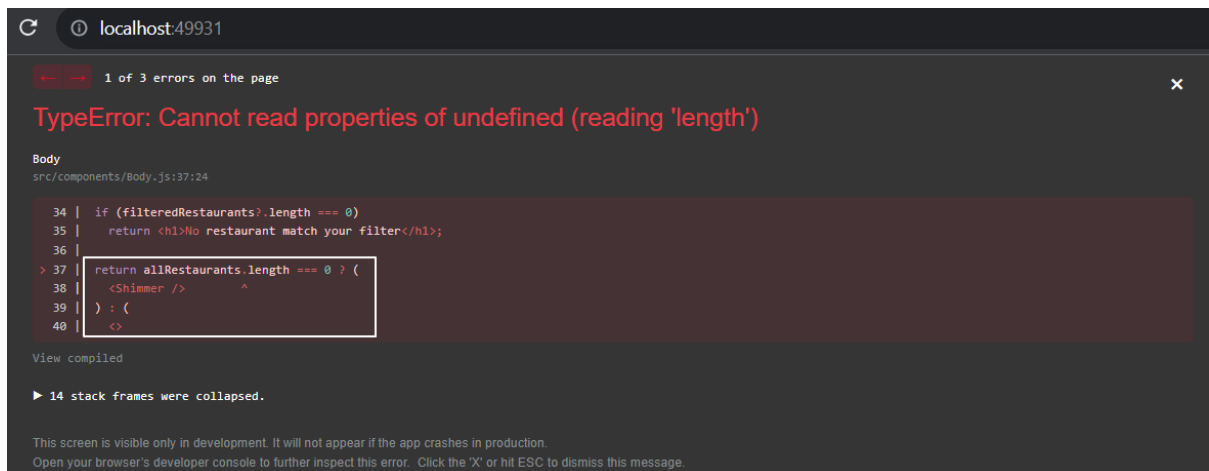 localhost:49931
← → 1 of 3 errors on the page
×
TypeError: Cannot read properties of undefined (reading 'length')
Body
src/components/Body.js:37:24
34 | if (filteredRestaurants?.length === 0)
35 |   return <h1>No restaurant match your filter</h1>;
36 |
> 37 | return allRestaurants.length === 0 ? (
38 |   <Shimmer />        ^
39 | ) : (
40 |   <>
View compiled
▶ 14 stack frames were collapsed.
This screen is visible only in development. It will not appear if the app crashes in production.
Open your browser's developer console to further inspect this error. Click the 'X' or hit ESC to dismiss this message.